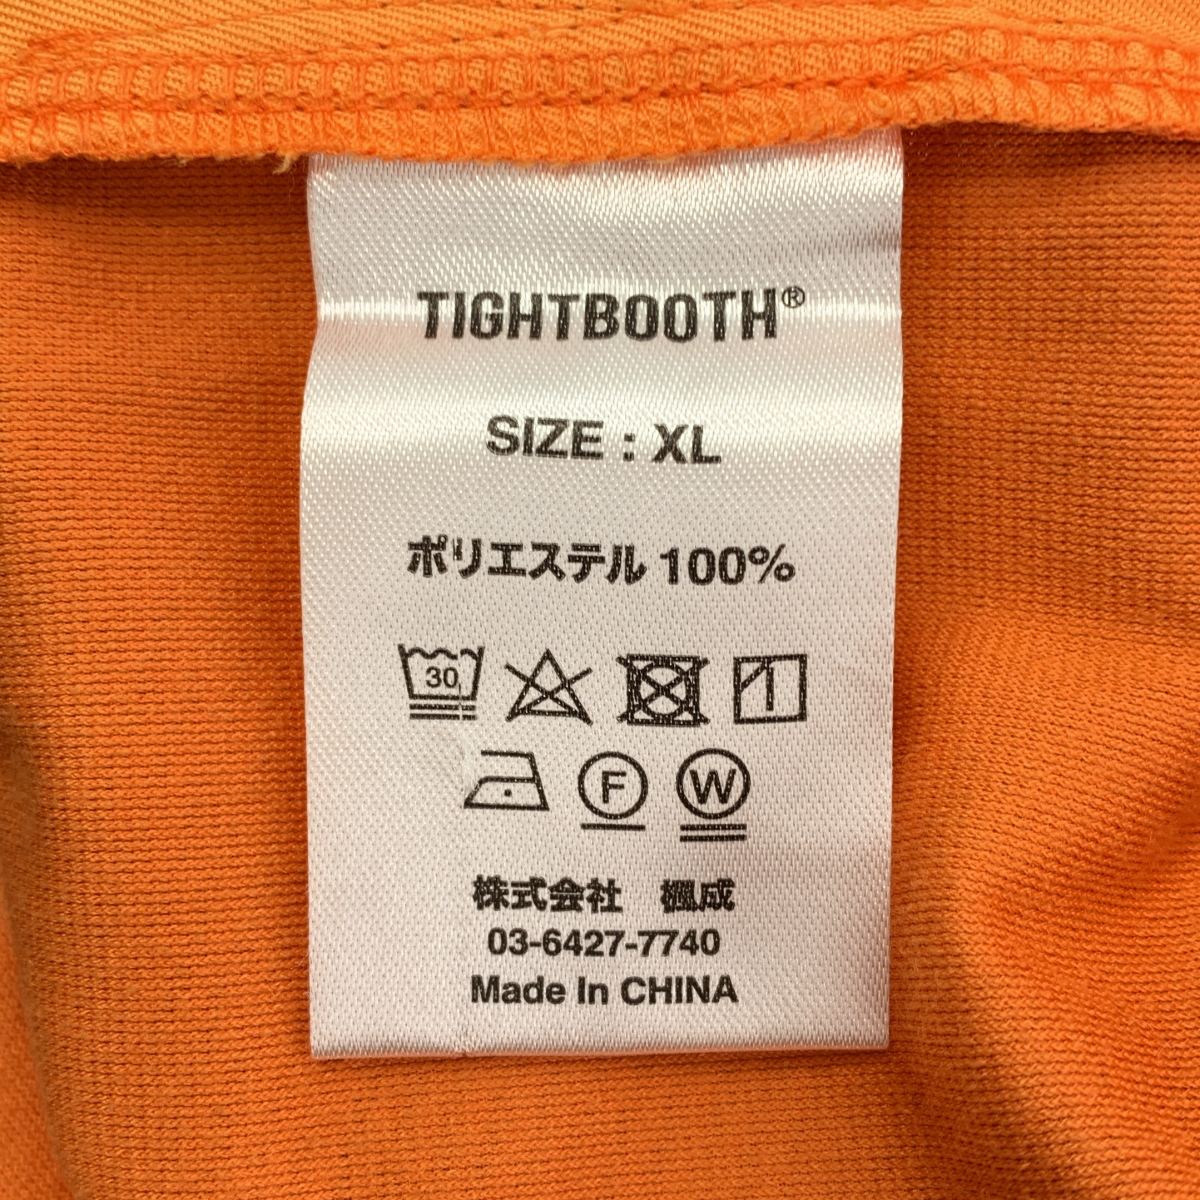 TIGHTBOOTH®
SIZE : XL
ポリエステル 100%
30
F W
株式会社 楓成
03-6427-7740
Made In CHINA